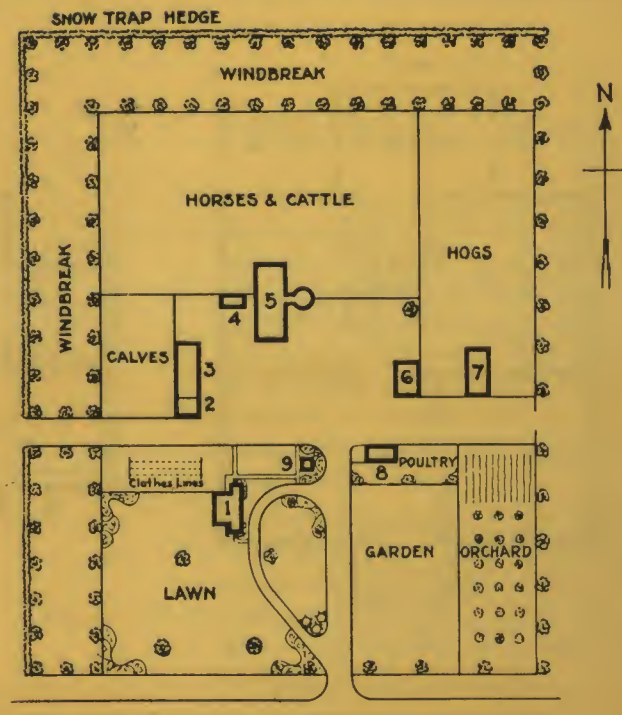 SNOW TRAP HEDGE
WINDBREAK
N
HORSES & CATTLE
HOGS
WINDBREAK
5
4
CALVES
3
2
6
7
9
8
POULTRY
Clothes Lines
1
GARDEN
ORCHARD
LAWN